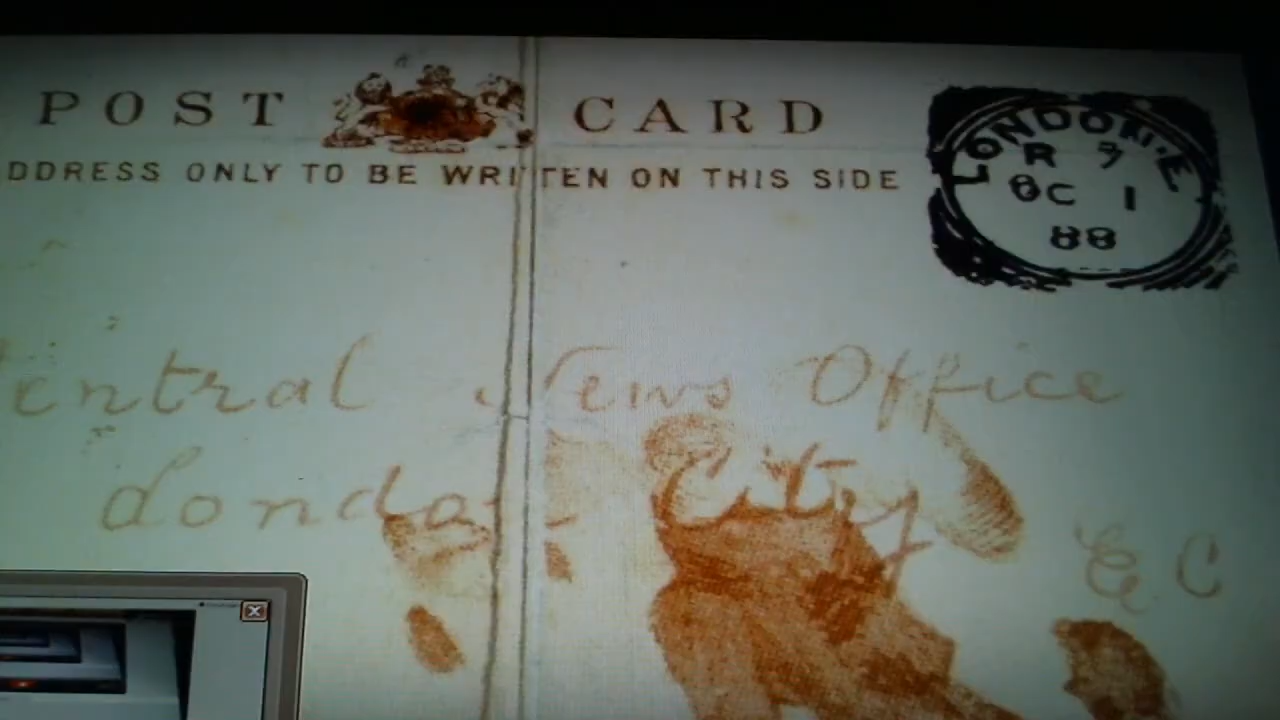 POST CARD
DDRESS ONLY TO BE WRITTEN ON THIS SIDE
LONDON·E
R 7
OC 1
88
entral News Office
London City
E C